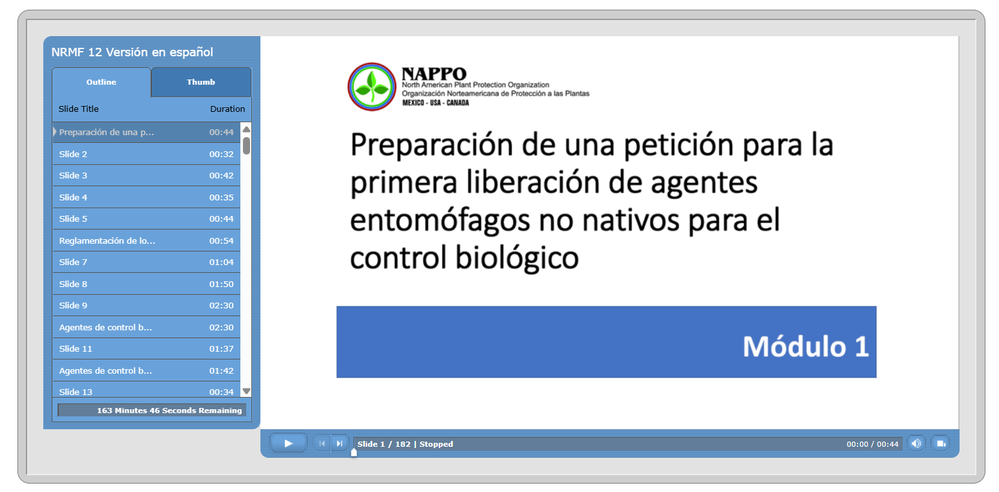 NRMF 12 Versión en español
Outline
Thumb
Slide Title Duration
Preparación de una p... 00:44
Slide 2 00:32
Slide 3 00:42
Slide 4 00:35
Slide 5 00:44
Reglamentación de lo... 00:54
Slide 7 01:04
Slide 8 01:50
Slide 9 02:30
Agentes de control b... 02:30
Slide 11 01:37
Agentes de control b... 01:42
Slide 13 00:34
163 Minutes 46 Seconds Remaining
NAPPO
North American Plant Protection Organization
Organización Norteamericana de Protección a las Plantas
MEXICO - USA - CANADA
Preparación de una petición para la
primera liberación de agentes
entomófagos no nativos para el
control biológico
Módulo 1
Slide 1 / 182 | Stopped 00:00 / 00:44